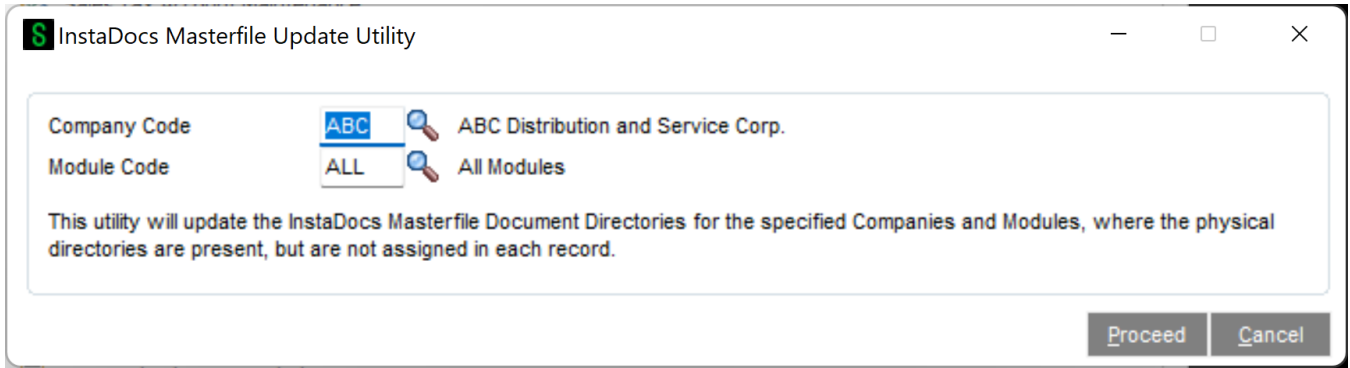 InstaDocs Masterfile Update Utility
Company Code ABC ABC Distribution and Service Corp.
Module Code ALL All Modules
This utility will update the InstaDocs Masterfile Document Directories for the specified Companies and Modules, where the physical
directories are present, but are not assigned in each record.
Proceed Cancel